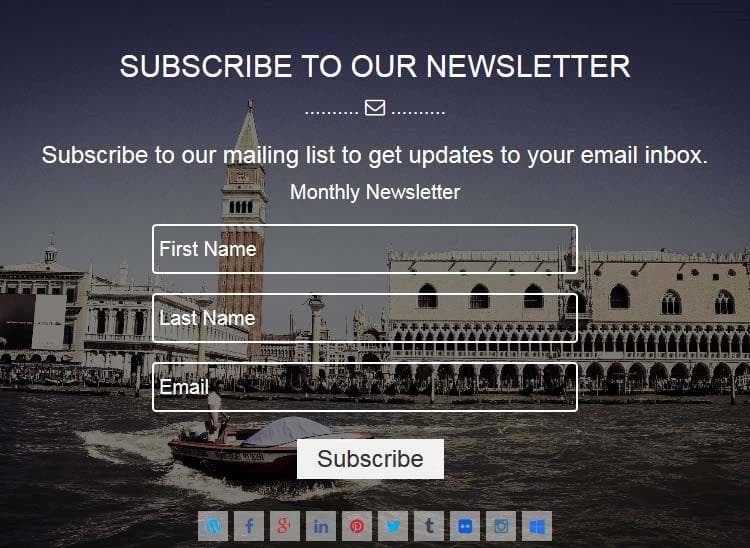 SUBSCRIBE TO OUR NEWSLETTER
Subscribe to our mailing list to get updates to your email inbox.
Monthly Newsletter
First Name
Last Name
Email
Subscribe